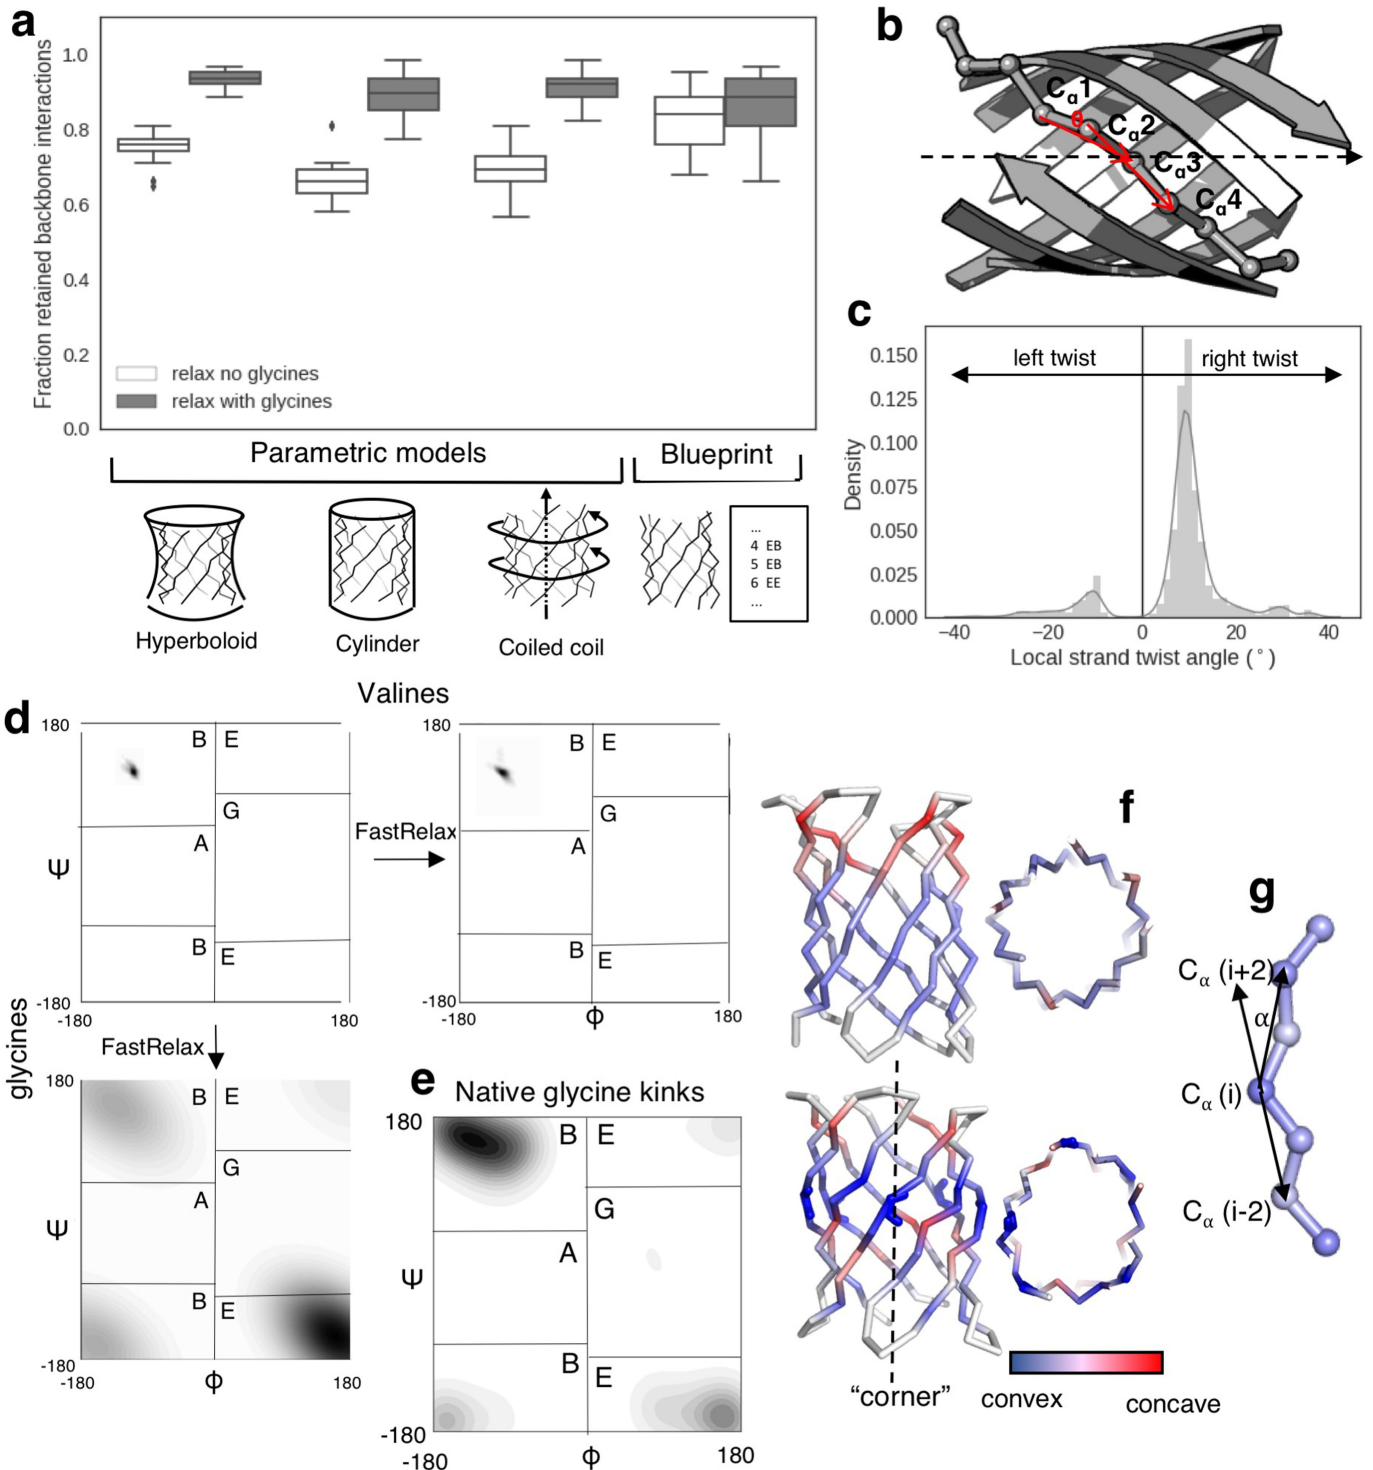 a
Fraction retained backbone interactions
1.0
0.8
0.6
0.4
0.2
0.0
relax no glycines
relax with glycines
Parametric models
Blueprint
...
4 EB
5 EB
6 EE
...
Hyperboloid
Cylinder
Coiled coil
b
Cα1
θ
Cα2
Cα3
Cα4
c
left twist
right twist
Density
0.150
0.125
0.100
0.075
0.050
0.025
0.000
−40
−20
0
20
40
Local strand twist angle (°)
d
Valines
glycines
180
B
E
G
A
Ψ
B
E
-180
-180
180
FastRelax
180
B
E
G
A
B
E
-180
-180
ϕ
180
FastRelax
180
B
E
G
A
Ψ
B
E
-180
-180
ϕ
180
e
Native glycine kinks
180
B
E
G
A
Ψ
B
E
-180
-180
ϕ
180
f
"corner"
convex
concave
g
Cα (i+2)
α
Cα (i)
Cα (i-2)